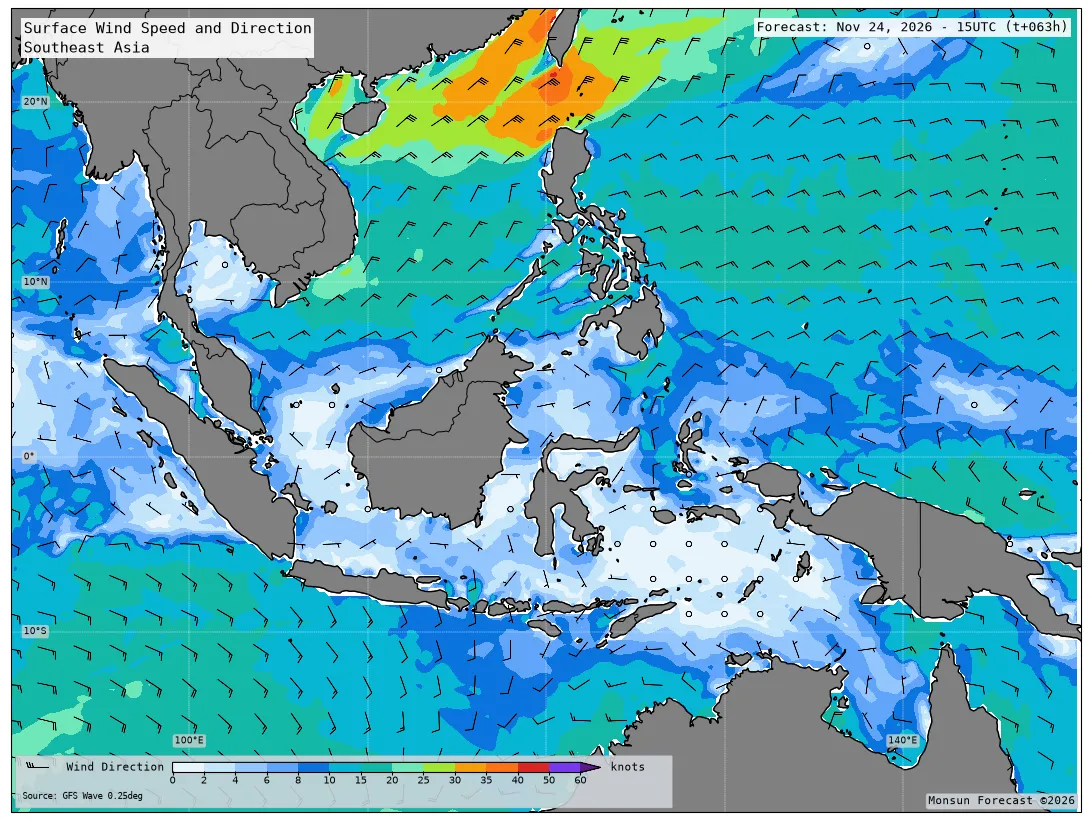 Surface Wind Speed and Direction
Southeast Asia
Forecast: Nov 24, 2026 - 15UTC (t+063h)
20°N
10°N
0°
10°S
100°E
140°E
Wind Direction
0 2 4 6 8 10 15 20 25 30 35 40 50 60
knots
Source: GFS Wave 0.25deg
Monsun Forecast ©2026